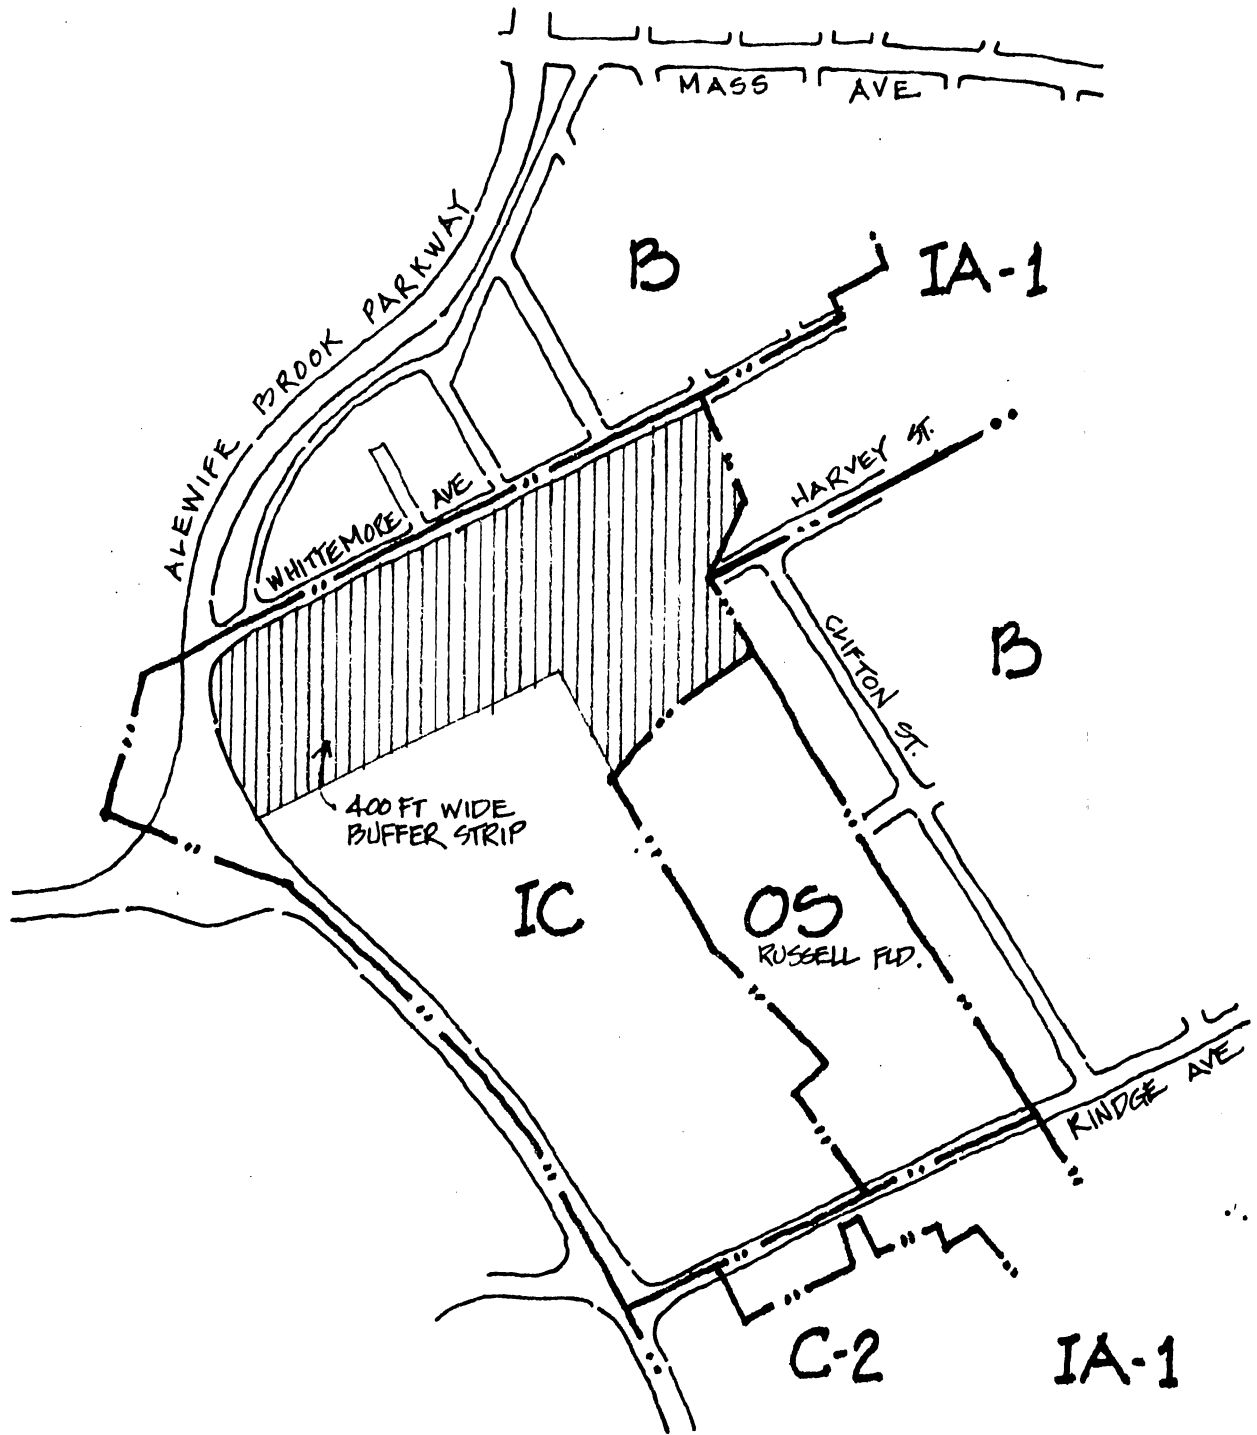 MASS AVE
ALEWIFE BROOK PARKWAY
B
IA-1
HARVEY ST.
WHITTEMORE AVE
CLIFTON ST.
B
400 FT WIDE
BUFFER STRIP
IC
OS
RUSSELL FLD.
RINDGE AVE
C-2
IA-1